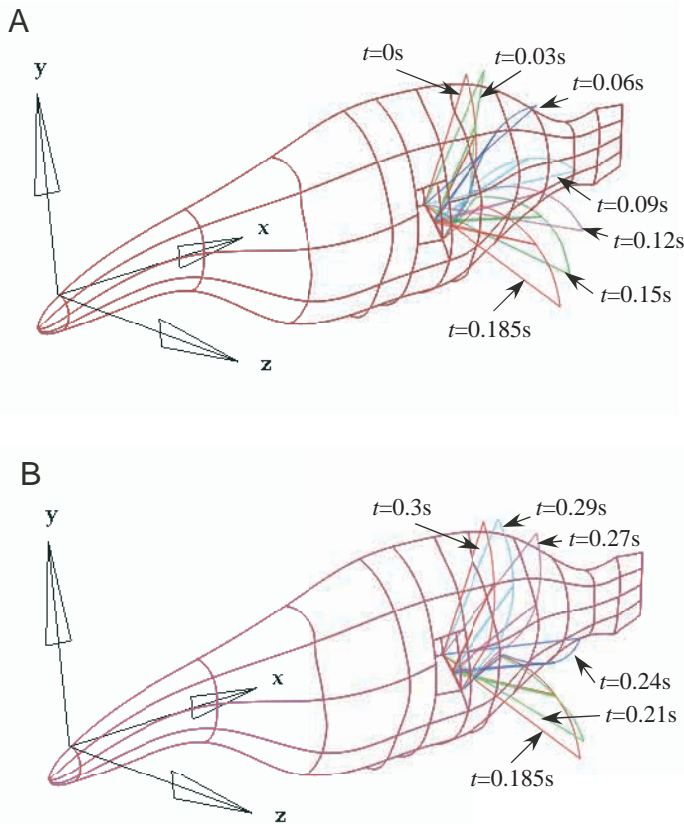 A
y
t=0s
t=0.03s
t=0.06s
x
t=0.09s
t=0.12s
t=0.15s
t=0.185s
z
B
y
t=0.3s
t=0.29s
t=0.27s
x
t=0.24s
t=0.21s
t=0.185s
z